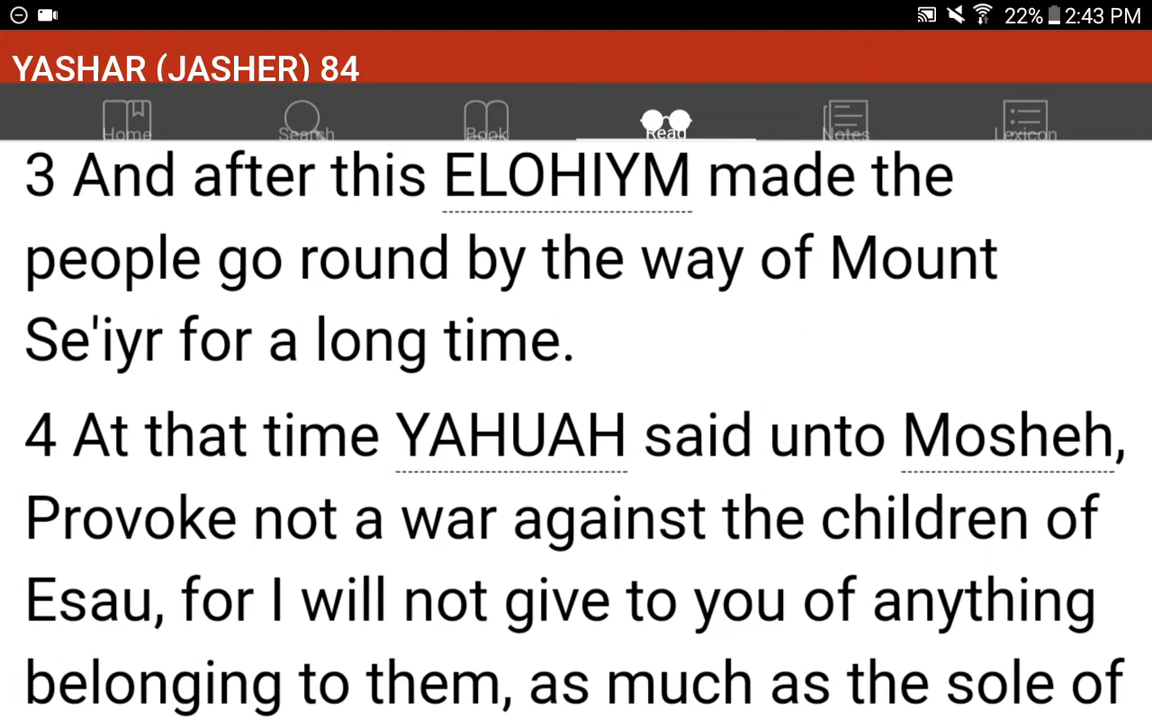 22% 2:43 PM
YASHAR (JASHER) 84
Home Search Book Read Notes Lexicon
3 And after this ELOHIYM made the
people go round by the way of Mount
Se'iyr for a long time.
4 At that time YAHUAH said unto Mosheh,
Provoke not a war against the children of
Esau, for I will not give to you of anything
belonging to them, as much as the sole of